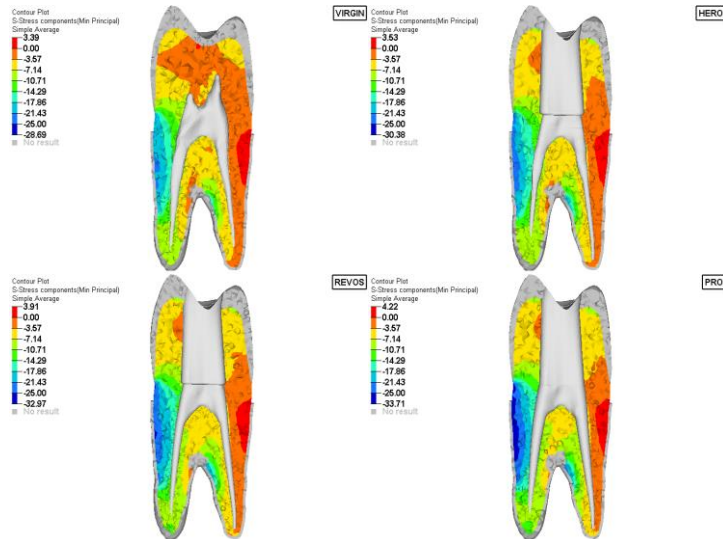 Contour Plot
S-Stress components(Min Principal)
Simple Average
3.39
0.00
-3.57
-7.14
-10.71
-14.29
-17.86
-21.43
-25.00
-28.69
No result
VIRGIN
Contour Plot
S-Stress components(Min Principal)
Simple Average
3.53
0.00
-3.57
-7.14
-10.71
-14.29
-17.86
-21.43
-25.00
-30.38
No result
HERO
Contour Plot
S-Stress components(Min Principal)
Simple Average
3.91
0.00
-3.57
-7.14
-10.71
-14.29
-17.86
-21.43
-25.00
-32.97
No result
REVOS
Contour Plot
S-Stress components(Min Principal)
Simple Average
4.22
0.00
-3.57
-7.14
-10.71
-14.29
-17.86
-21.43
-25.00
-33.71
No result
PRO